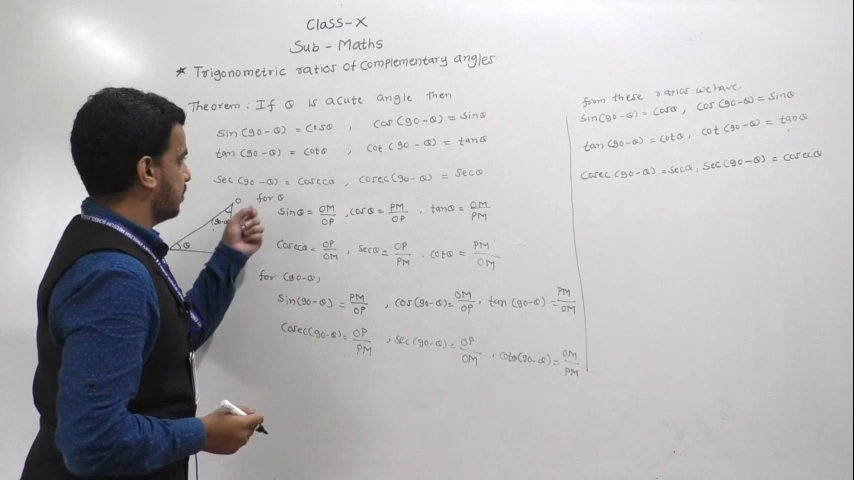 Class-X
Sub - Maths
* Trigonometric ratios of complementary angles
Theorem : If θ is acute angle then
sin(90-θ) = cosθ , cos(90-θ) = sinθ
tan(90-θ) = cotθ , cot(90-θ) = tanθ
sec(90-θ) = cosecθ , cosec(90-θ) = secθ
O for θ
(90-θ)
θ
sinθ = OM/OP , cosθ = PM/OP , tanθ = OM/PM
cosecθ = OP/OM , secθ = OP/PM , cotθ = PM/OM
for (90-θ),
sin(90-θ) = PM/OP , cos(90-θ) = OM/OP , tan(90-θ) = PM/OM
cosec(90-θ) = OP/PM , sec(90-θ) = OP/OM , cotθ(90-θ) = OM/PM
from these ratios we have
sin(90-θ) = cosθ, cos(90-θ) = sinθ
tan(90-θ) = cotθ, cot(90-θ) = tanθ
cosec(90-θ) = secθ, sec(90-θ) = cosecθ